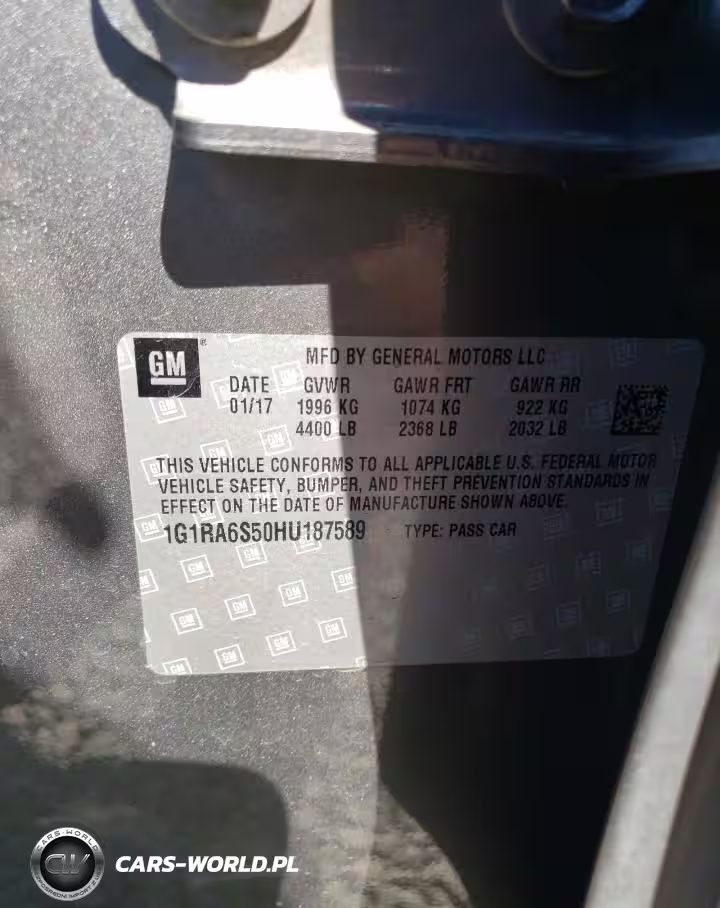 GM
MFD BY GENERAL MOTORS LLC
DATE GVWR GAWR FRT GAWR RR
01/17 1996 KG 1074 KG 922 KG
4400 LB 2368 LB 2032 LB
THIS VEHICLE CONFORMS TO ALL APPLICABLE U.S. FEDERAL MOTOR
VEHICLE SAFETY, BUMPER, AND THEFT PREVENTION STANDARDS IN
EFFECT ON THE DATE OF MANUFACTURE SHOWN ABOVE.
1G1RA6S50HU187589 TYPE: PASS CAR
CARS-WORLD
CW
CARS-WORLD.PL